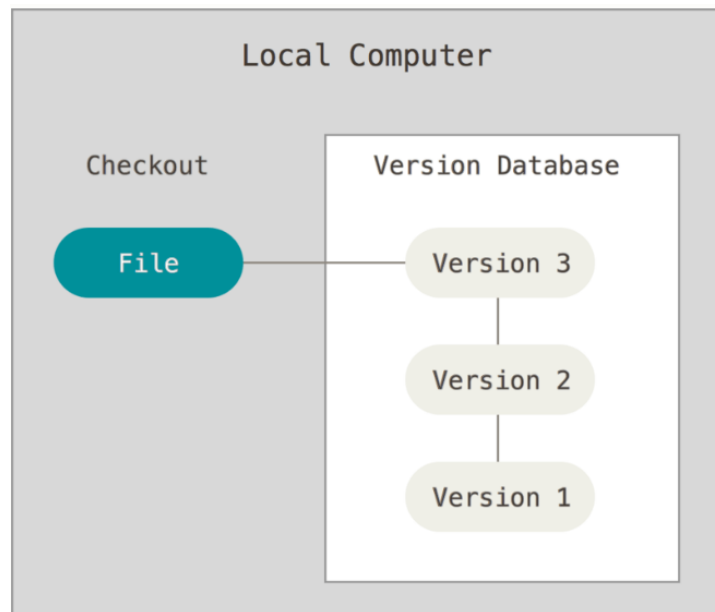 Local Computer
Checkout
Version Database
File
Version 3
Version 2
Version 1